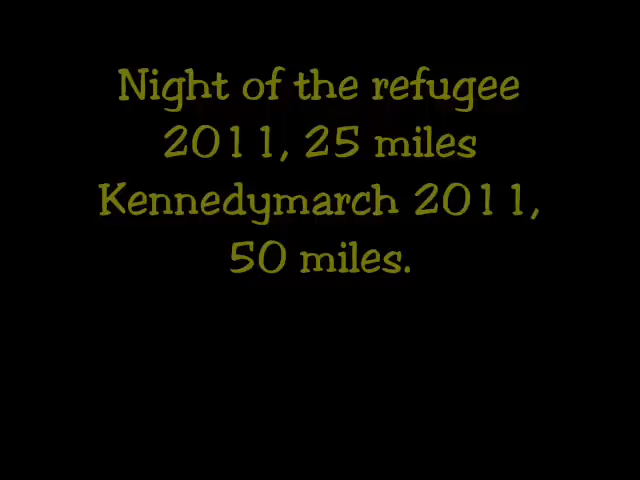 Night of the refugee
2011, 25 miles
Kennedymarch 2011,
50 miles.